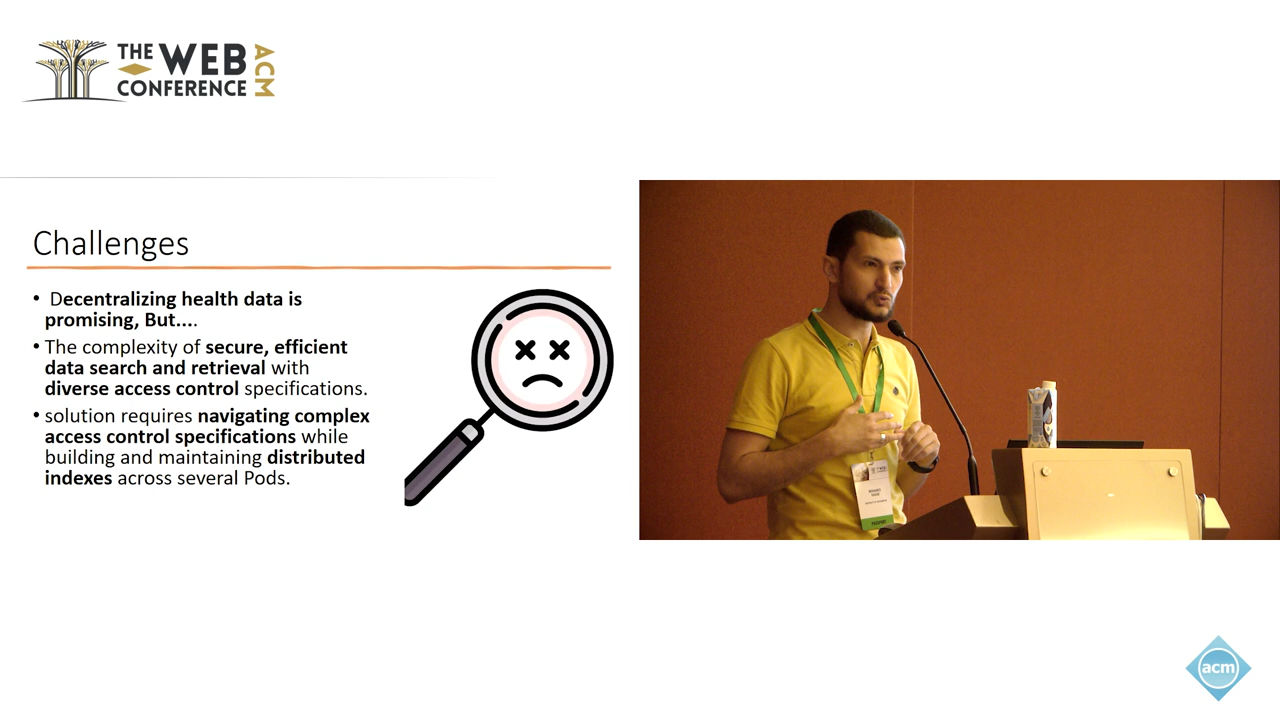 THE WEB
CONFERENCE
ACM
Challenges
• Decentralizing health data is
promising, But....
• The complexity of secure, efficient
data search and retrieval with
diverse access control specifications.
• solution requires navigating complex
access control specifications while
building and maintaining distributed
indexes across several Pods.
acm